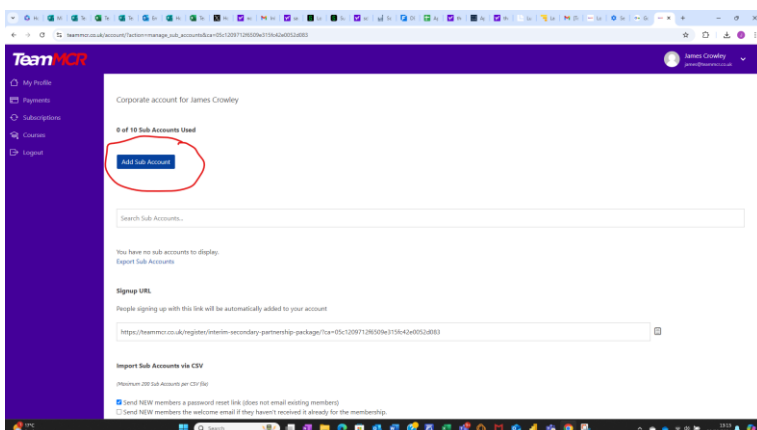 teammcr.co.uk/account/?action=manage_sub_accounts&ca=05c1209712f6509e315fc42e0052d083
TeamMCR
James Crowley
My Profile
Payments
Subscriptions
Courses
Logout
Corporate account for James Crowley
0 of 10 Sub Accounts Used
Add Sub Account
Search Sub Accounts...
You have no sub accounts to display.
Export Sub Accounts
Signup URL
People signing up with this link will be automatically added to your account
https://teammcr.co.uk/register/interim-secondary-partnership-package/?ca=05c1209712f6509e315fc42e0052d083
Import Sub Accounts via CSV
(Maximum 200 Sub Accounts per CSV file)
Send NEW members a password reset link (does not email existing members)
Send NEW members the welcome email if they haven't received it already for the membership.
17°C
Search